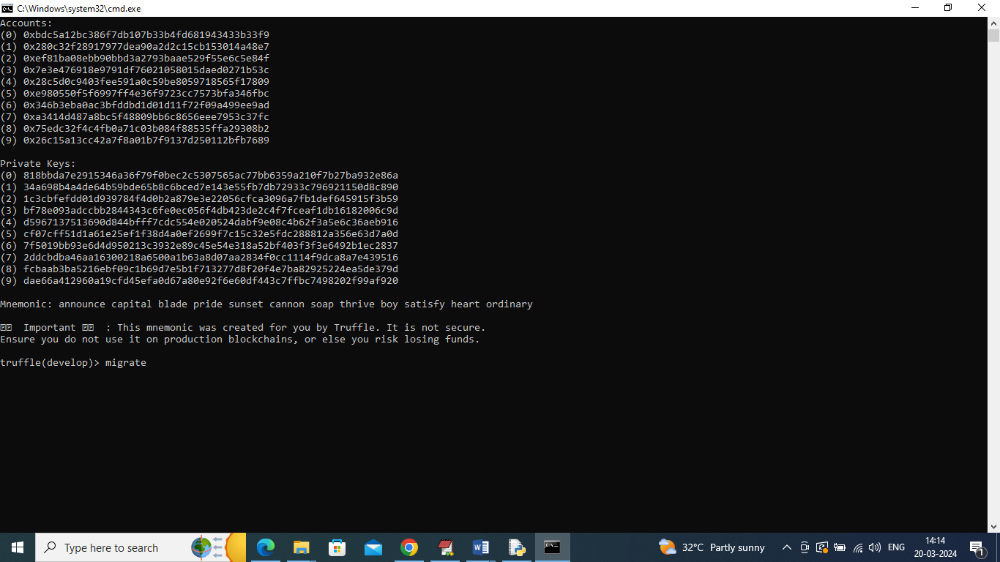 C:\Windows\system32\cmd.exe
Accounts:
(0) 0xbdc5a12bc386f7db107b33b4fd681943433b33f9
(1) 0x280c32f28917977dea90a2d2c15cb153014a48e7
(2) 0xef81ba08ebb90bbd3a2793baae529f55e6c5e84f
(3) 0x7e3e476918e9791df76021058015daed0271b53c
(4) 0x28c5d0c9403fee591a0c59be8059718565f17809
(5) 0xe980550f5f6997ff4e36f9723cc7573bfa346fbc
(6) 0x346b3eba0ac3bfddbd1d01d11f72f09a499ee9ad
(7) 0xa3414d487a8bc5f48809bb6c8656eee7953c37fc
(8) 0x75edc32f4c4fb0a71c03b084f88535ffa29308b2
(9) 0x26c15a13cc42a7f8a01b7f9137d250112bfb7689
Private Keys:
(0) 818bbda7e2915346a36f79f0bec2c5307565ac77bb6359a210f7b27ba932e86a
(1) 34a698b4a4de64b59bde65b8c6bced7e143e55fb7db72933c796921150d8c890
(2) 1c3cbfefdd01d939784f4d0b2a879e3e22056cfca3096a7fb1def645915f3b59
(3) bf78e093adccbb2844343c6fe0ec056f4db423de2c4f7fceaf1db16182006c9d
(4) d5967137513690d844bfff7cdc554e020524dabf9e08c4b62f3a5e6c36aeb916
(5) cf07cff51d1a61e25ef1f38d4a0ef2699f7c15c32e5fdc288812a356e63d7a0d
(6) 7f5019bb93e6d4d950213c3932e89c45e54e318a52bf403f3f3e6492b1ec2837
(7) 2ddcbdba46aa16300218a6500a1b63a8d07aa2834f0cc1114f9dca8a7e439516
(8) fcbaab3ba5216ebf09c1b69d7e5b1f713277d8f20f4e7ba82925224ea5de379d
(9) dae66a412960a19cfd45efa0d67a80e92f6e60df443c7ffbc7498202f99af920
Mnemonic: announce capital blade pride sunset cannon soap thrive boy satisfy heart ordinary
Important : This mnemonic was created for you by Truffle. It is not secure.
Ensure you do not use it on production blockchains, or else you risk losing funds.
truffle(develop)> migrate
Type here to search
32°C Partly sunny
ENG
14:14
20-03-2024
1